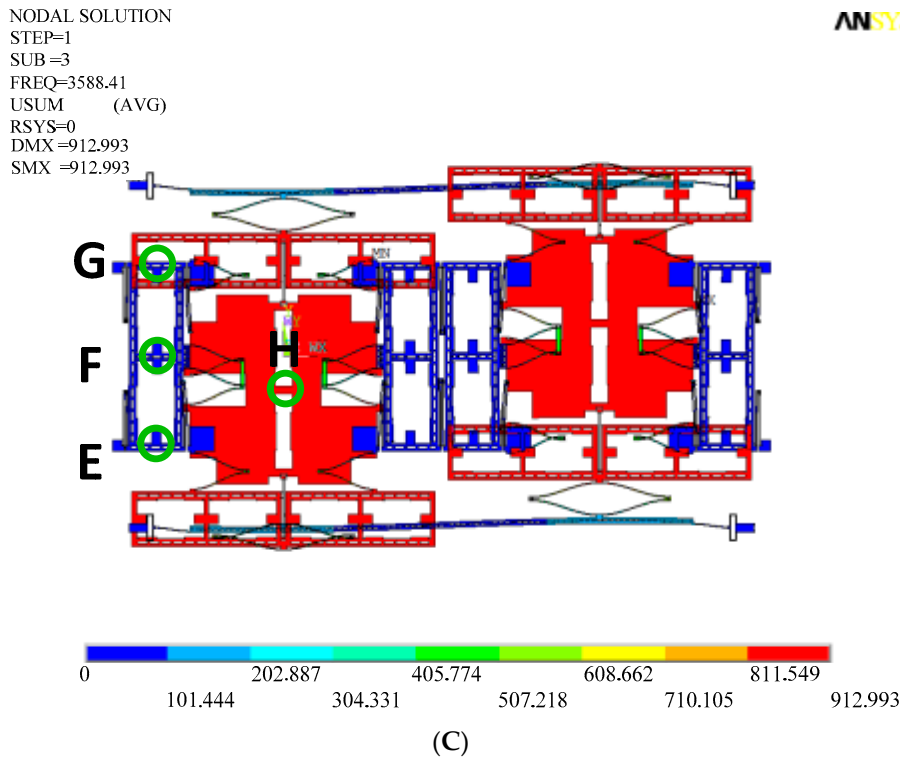 NODAL SOLUTION
STEP=1
SUB =3
FREQ=3588.41
USUM (AVG)
RSYS=0
DMX =912.993
SMX =912.993
ANSY
MN
G
H
WX
F
E
0 202.887 405.774 608.662 811.549
101.444 304.331 507.218 710.105 912.993
(C)